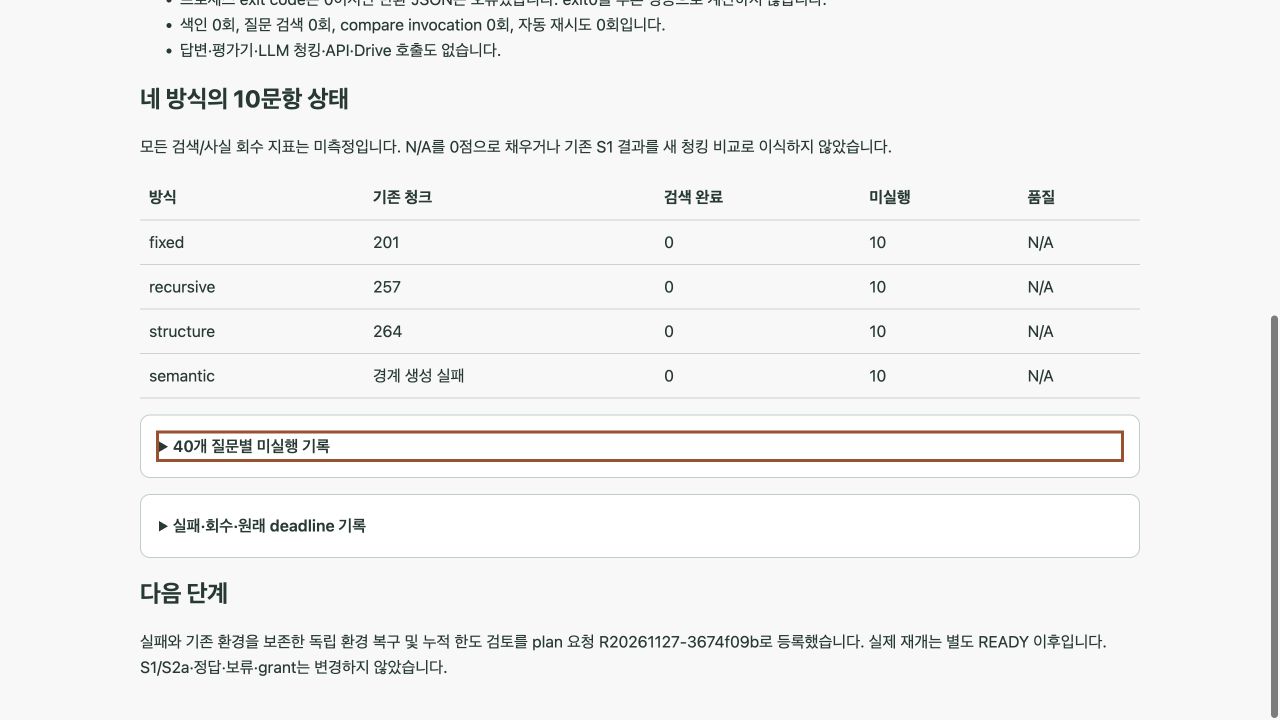 색인 0회, 질문 검색 0회, compare invocation 0회, 자동 재시도 0회입니다.
답변·평가기·LLM 청킹·API·Drive 호출도 없습니다.
네 방식의 10문항 상태
모든 검색/사실 회수 지표는 미측정입니다. N/A를 0점으로 채우거나 기존 S1 결과를 새 청킹 비교로 이식하지 않았습니다.
방식 기존 청크 검색 완료 미실행 품질
fixed 201 0 10 N/A
recursive 257 0 10 N/A
structure 264 0 10 N/A
semantic 경계 생성 실패 0 10 N/A
40개 질문별 미실행 기록
실패·회수·원래 deadline 기록
다음 단계
실패와 기존 환경을 보존한 독립 환경 복구 및 누적 한도 검토를 plan 요청 R20261127-3674f09b로 등록했습니다. 실제 재개는 별도 READY 이후입니다.
S1/S2a·정답·보류·grant는 변경하지 않았습니다.